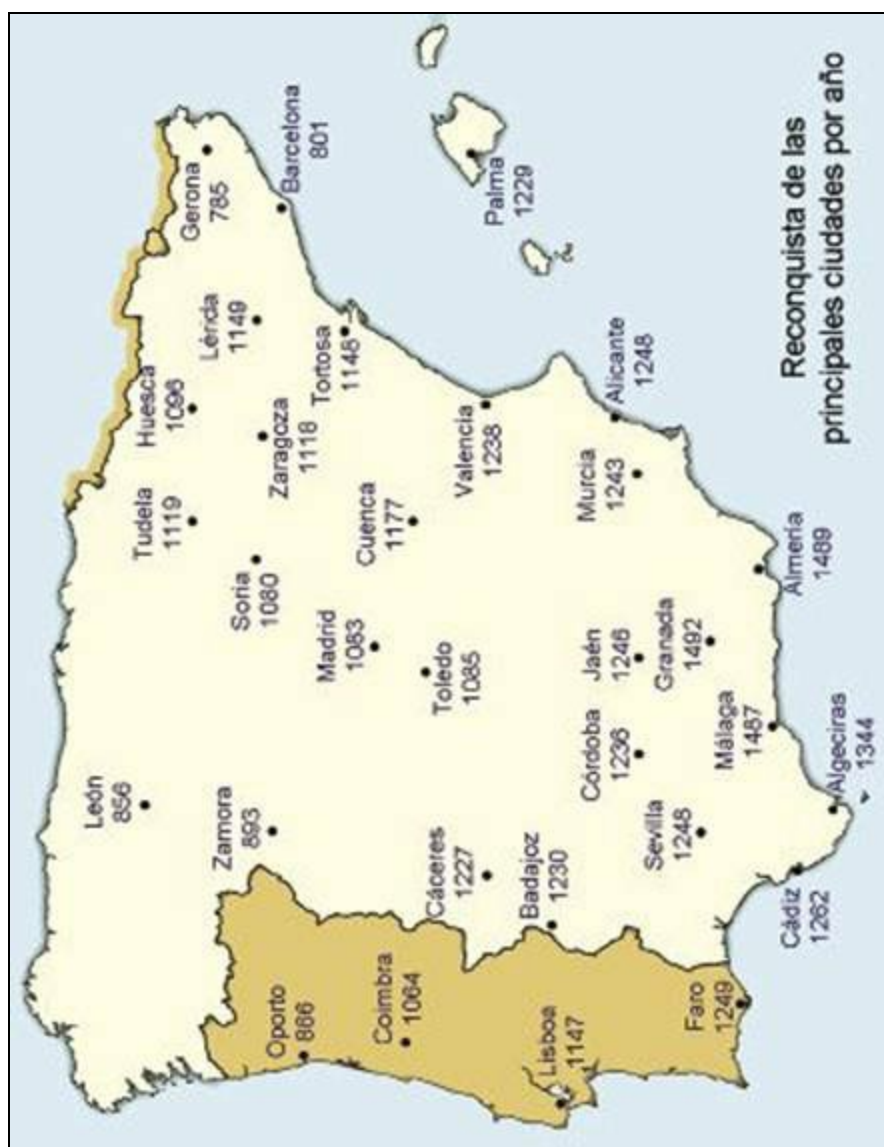 León
856
Zamora
893
Oporto
866
Coimbra
1064
Lisboa
1147
Faro
1249
Cáceres
1227
Badajoz
1230
Sevilla
1248
Cádiz
1262
Algeciras
1344
Córdoba
1236
Málaga
1487
Jaén
1246
Granada
1492
Almería
1489
Madrid
1083
Toledo
1085
Soria
1080
Tudela
1119
Huesca
1096
Zaragoza
1118
Lérida
1149
Tortosa
1148
Gerona
785
Barcelona
801
Cuenca
1177
Valencia
1238
Murcia
1243
Alicante
1248
Palma
1229
Reconquista de las
principales ciudades por año